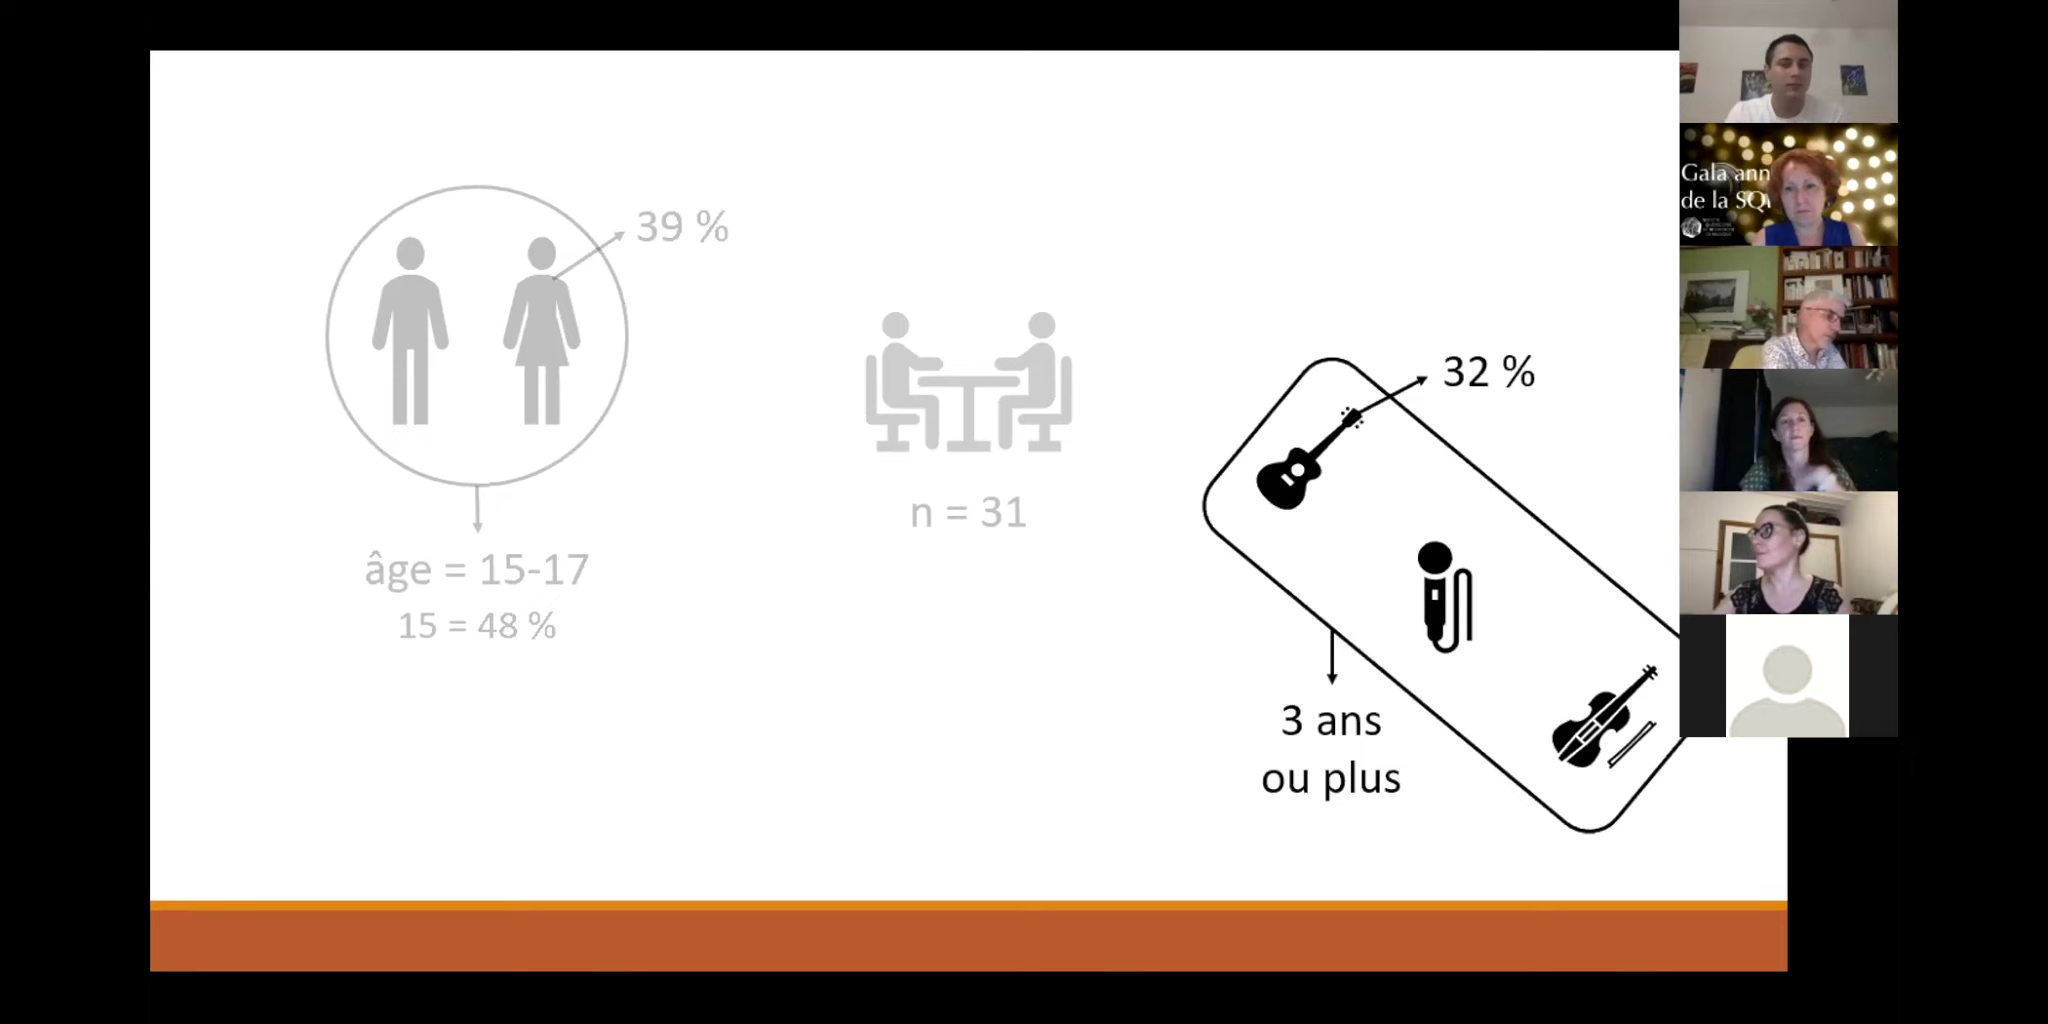 39 %
âge = 15-17
15 = 48 %
n = 31
32 %
3 ans
ou plus
Gala ann
de la SQ